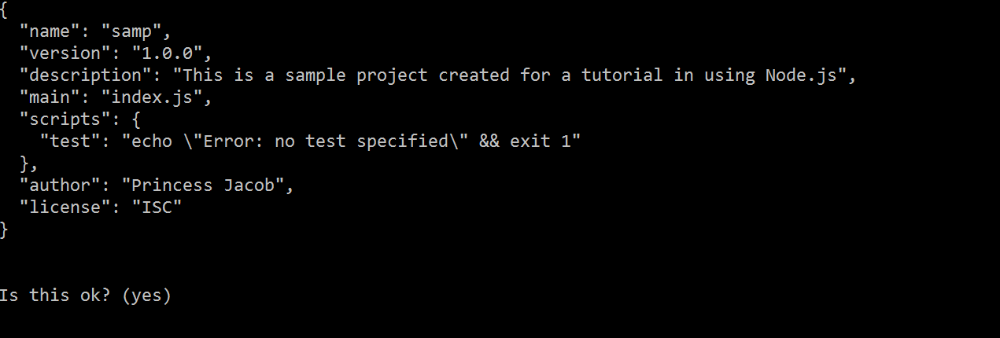 {
  "name": "samp",
  "version": "1.0.0",
  "description": "This is a sample project created for a tutorial in using Node.js",
  "main": "index.js",
  "scripts": {
    "test": "echo \"Error: no test specified\" && exit 1"
  },
  "author": "Princess Jacob",
  "license": "ISC"
}
Is this ok? (yes)